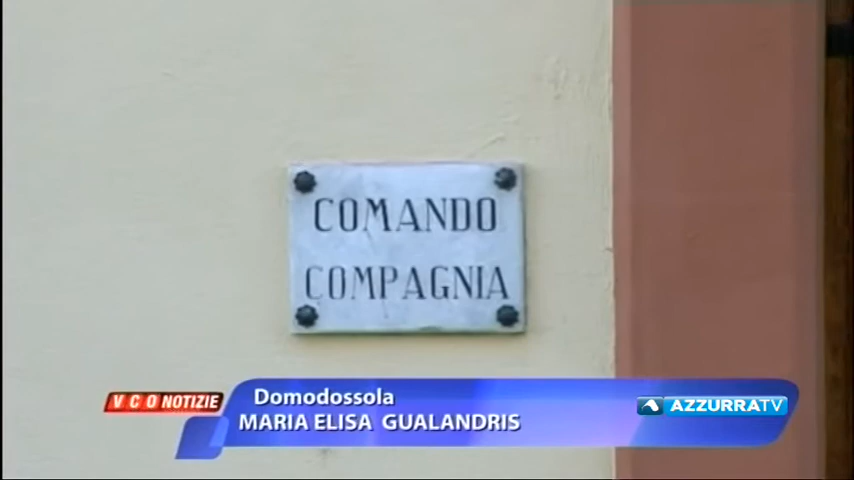 COMANDO
COMPAGNIA
VCO NOTIZIE
Domodossola
MARIA ELISA GUALANDRIS
AZZURRATV